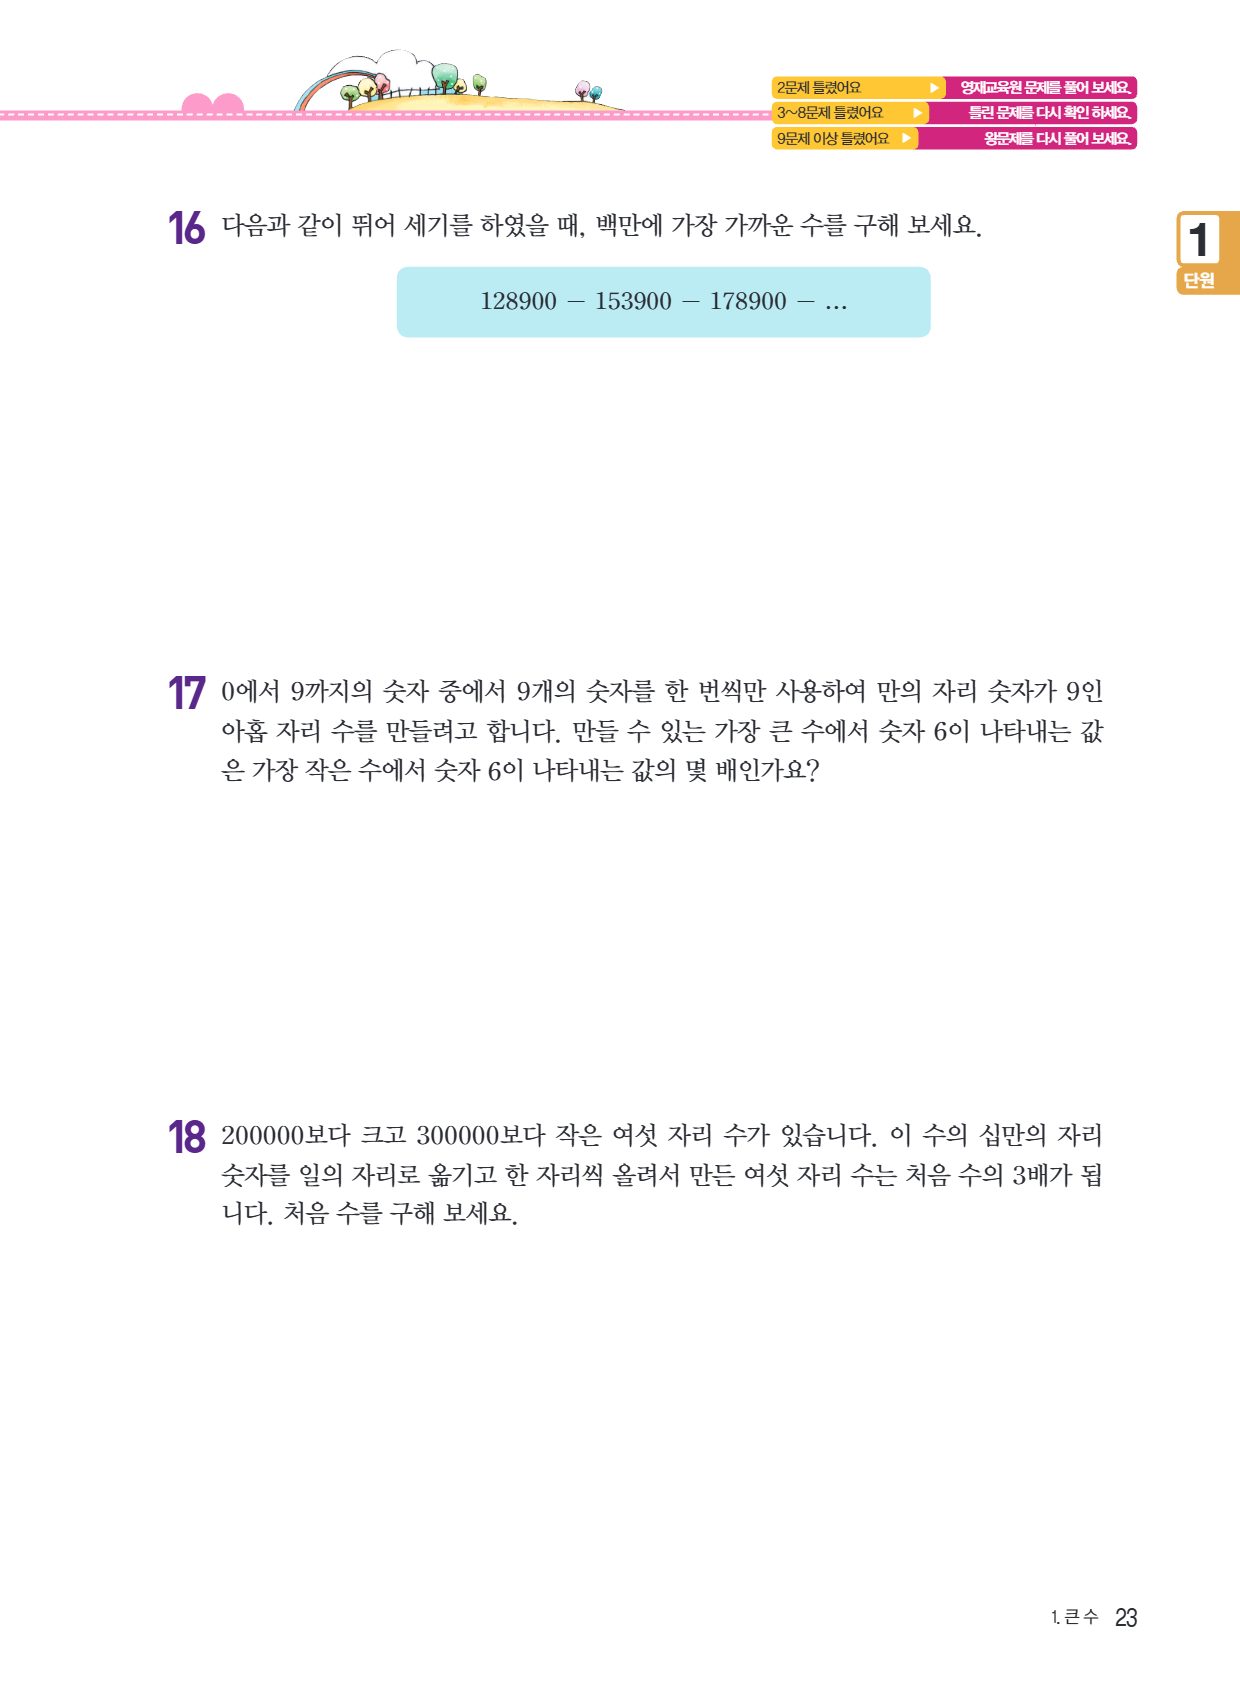 2문제 틀렸어요 ▶ 영재교육원 문제를 풀어 보세요.
3~8문제 틀렸어요 ▶ 틀린 문제를 다시 확인 하세요.
9문제 이상 틀렸어요 ▶ 왕문제를 다시 풀어 보세요.
1
단원
16 다음과 같이 뛰어 세기를 하였을 때, 백만에 가장 가까운 수를 구해 보세요.
128900 - 153900 - 178900 - …
17 0에서 9까지의 숫자 중에서 9개의 숫자를 한 번씩만 사용하여 만의 자리 숫자가 9인
아홉 자리 수를 만들려고 합니다. 만들 수 있는 가장 큰 수에서 숫자 6이 나타내는 값
은 가장 작은 수에서 숫자 6이 나타내는 값의 몇 배인가요?
18 200000보다 크고 300000보다 작은 여섯 자리 수가 있습니다. 이 수의 십만의 자리
숫자를 일의 자리로 옮기고 한 자리씩 올려서 만든 여섯 자리 수는 처음 수의 3배가 됩
니다. 처음 수를 구해 보세요.
1. 큰 수 23